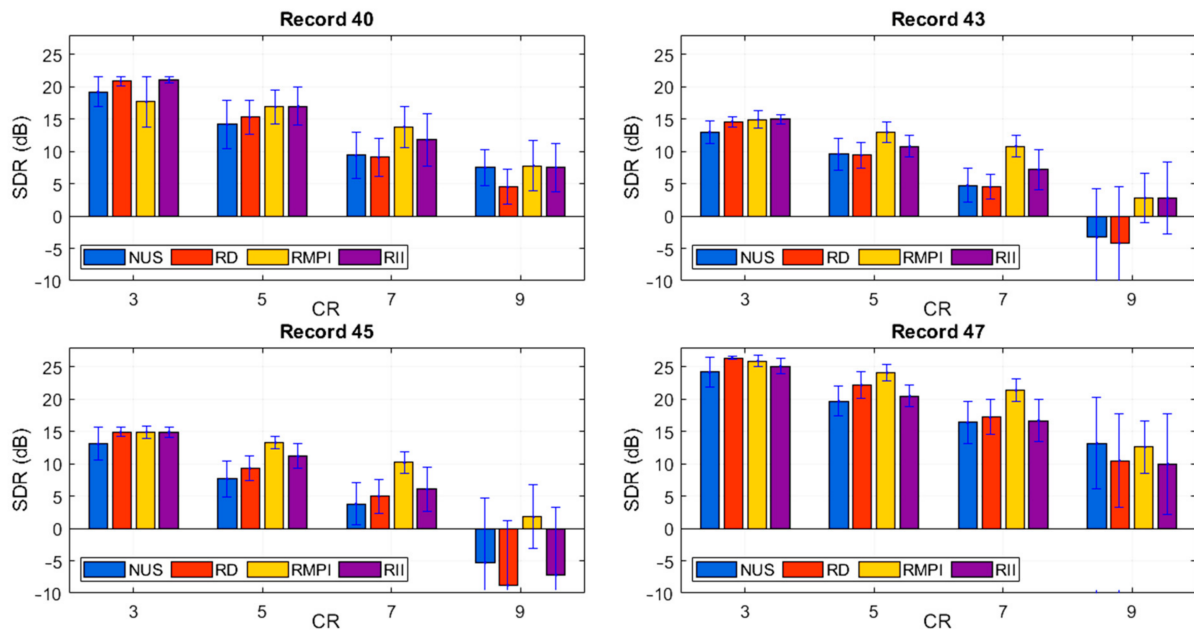 Record 40
25
20
15
10
5
0
−5
−10
SDR (dB)
NUS RD RMPI RII
3 5 7 9
CR
Record 43
25
20
15
10
5
0
−5
−10
SDR (dB)
NUS RD RMPI RII
3 5 7 9
CR
Record 45
25
20
15
10
5
0
−5
−10
SDR (dB)
NUS RD RMPI RII
3 5 7 9
CR
Record 47
25
20
15
10
5
0
−5
−10
SDR (dB)
NUS RD RMPI RII
3 5 7 9
CR